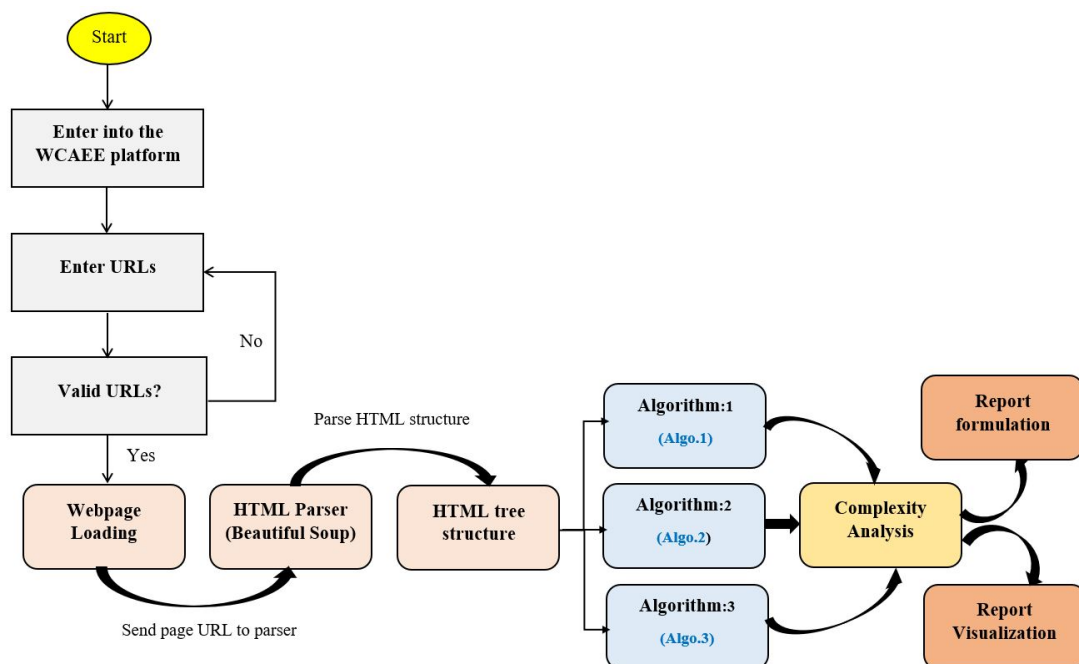 Start
Enter into the
WCAEE platform
Enter URLs
No
Valid URLs?
Yes
Parse HTML structure
Webpage
Loading
HTML Parser
(Beautiful Soup)
HTML tree
structure
Send page URL to parser
Algorithm:1
(Algo.1)
Algorithm:2
(Algo.2)
Algorithm:3
(Algo.3)
Complexity
Analysis
Report
formulation
Report
Visualization